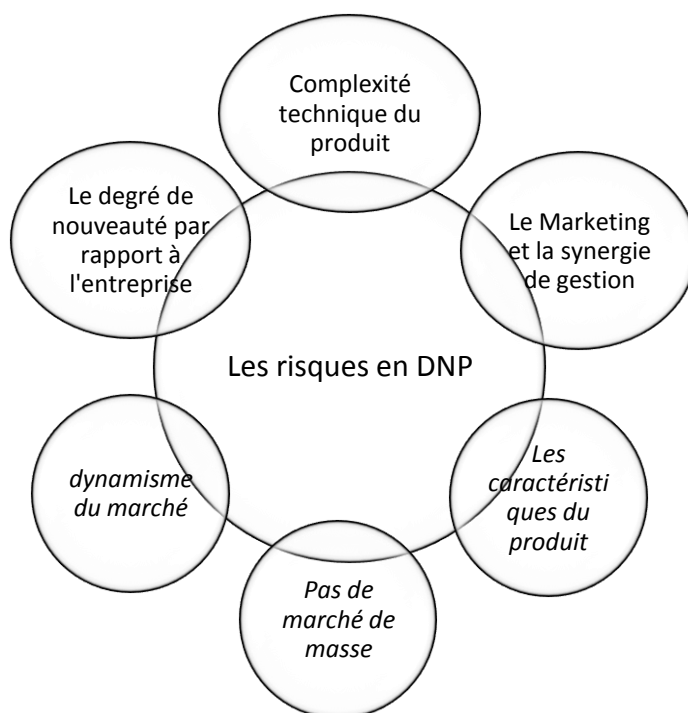 Complexité
technique du
produit
Le degré de
nouveauté par
rapport à
l'entreprise
Le Marketing
et la synergie
de gestion
Les risques en DNP
dynamisme
du marché
Les
caractéristi
ques du
produit
Pas de
marché de
masse